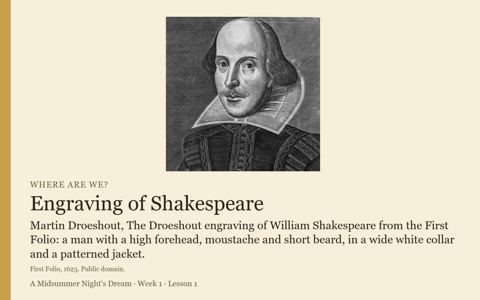 WHERE ARE WE?
Engraving of Shakespeare
Martin Droeshout, The Droeshout engraving of William Shakespeare from the First
Folio: a man with a high forehead, moustache and short beard, in a wide white collar
and a patterned jacket.
First Folio, 1623. Public domain.
A Midsummer Night's Dream · Week 1 · Lesson 1